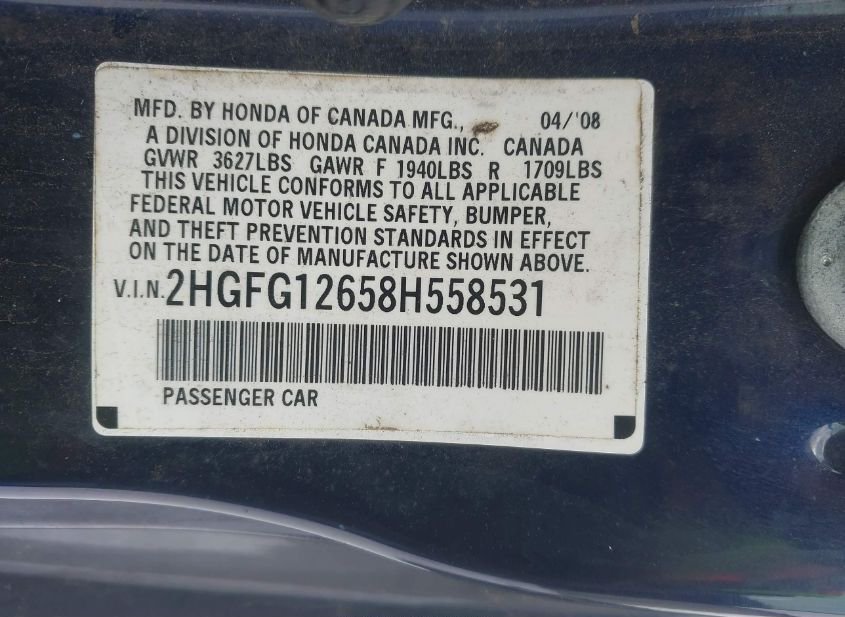 MFD. BY HONDA OF CANADA MFG., 04/'08
A DIVISION OF HONDA CANADA INC. CANADA
GVWR 3627LBS GAWR F 1940LBS R 1709LBS
THIS VEHICLE CONFORMS TO ALL APPLICABLE
FEDERAL MOTOR VEHICLE SAFETY, BUMPER,
AND THEFT PREVENTION STANDARDS IN EFFECT
ON THE DATE OF MANUFACTURE SHOWN ABOVE.
V.I.N. 2HGFG12658H558531
PASSENGER CAR